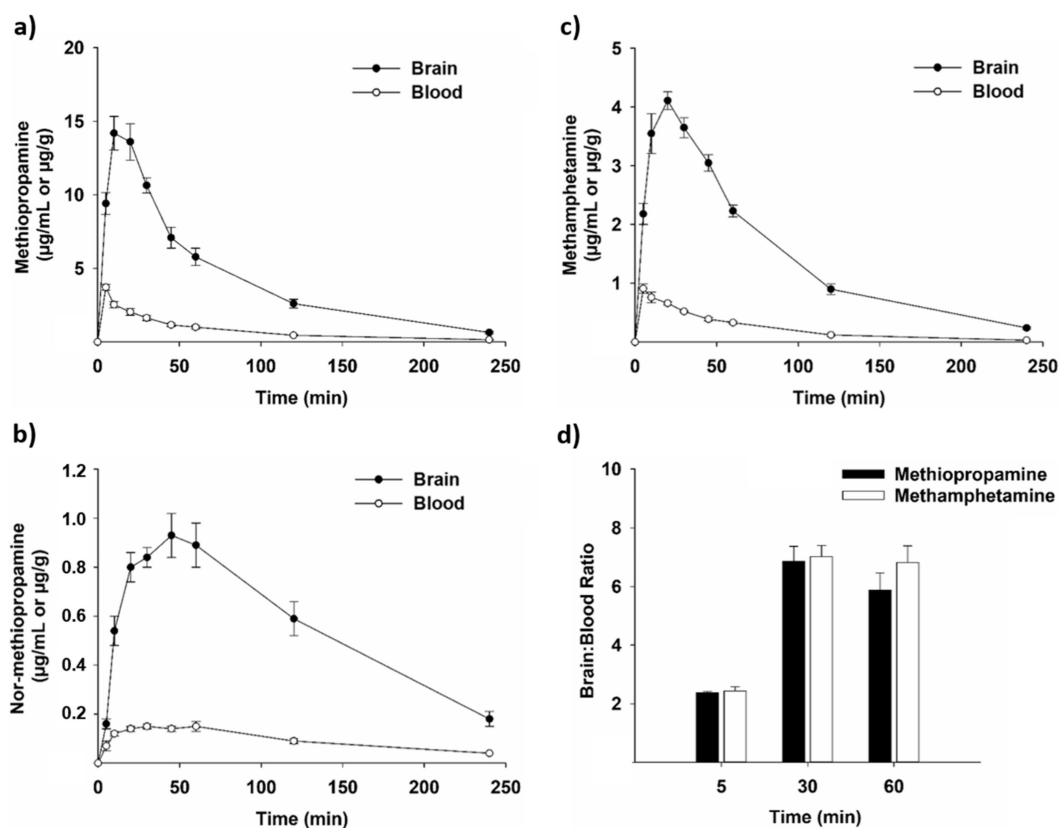 a)
Methiopropamine
(µg/mL or µg/g)
20
15
10
5
Brain
Blood
0 50 100 150 200 250
Time (min)
c)
Methamphetamine
(µg/mL or µg/g)
5
4
3
2
1
Brain
Blood
0 50 100 150 200 250
Time (min)
b)
Nor-methiopropamine
(µg/mL or µg/g)
1.2
1.0
0.8
0.6
0.4
0.2
Brain
Blood
0 50 100 150 200 250
Time (min)
d)
Brain:Blood Ratio
10
8
6
4
2
Methiopropamine
Methamphetamine
5 30 60
Time (min)